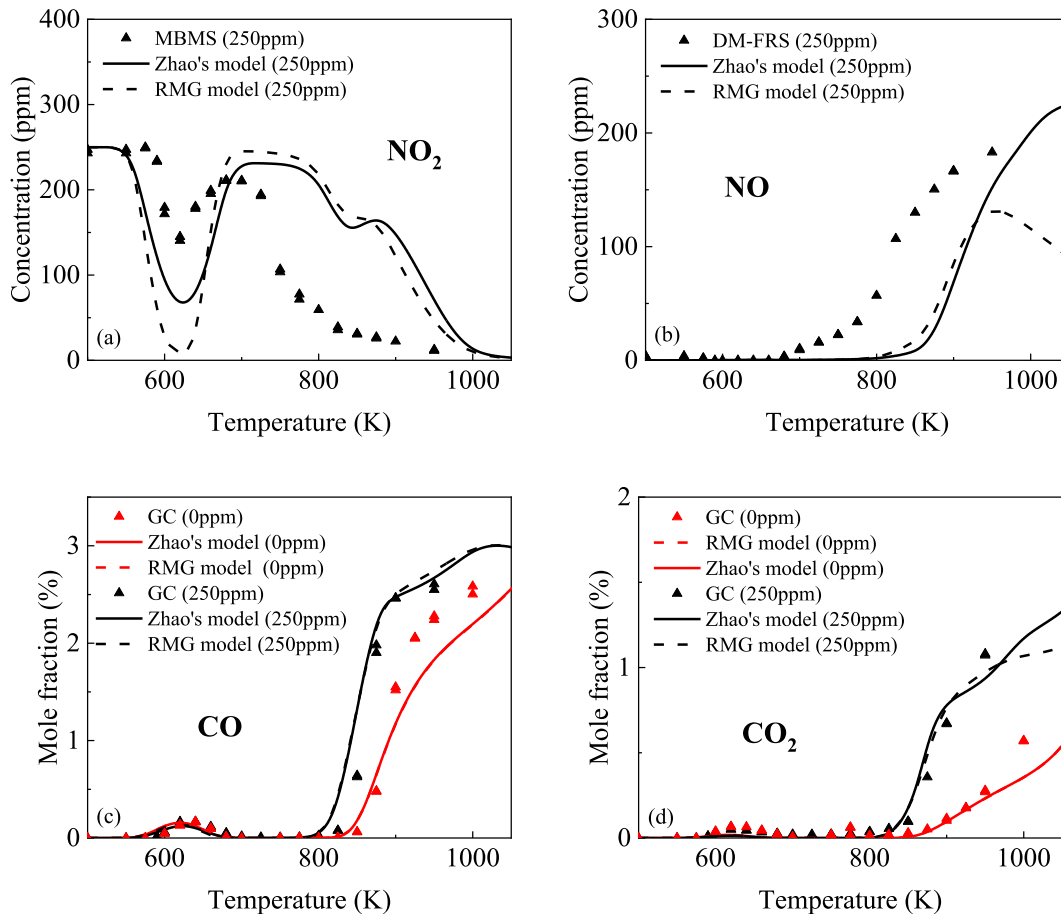 MBMS (250ppm)
Zhao's model (250ppm)
RMG model (250ppm)
NO₂
(a)
Concentration (ppm)
400
300
200
100
0
600
800
1000
Temperature (K)
DM-FRS (250ppm)
Zhao's model (250ppm)
RMG model (250ppm)
NO
(b)
Concentration (ppm)
300
200
100
0
600
800
1000
Temperature (K)
GC (0ppm)
Zhao's model (0ppm)
RMG model (0ppm)
GC (250ppm)
Zhao's model (250ppm)
RMG model (250ppm)
CO
(c)
Mole fraction (%)
3
2
1
0
600
800
1000
Temperature (K)
GC (0ppm)
RMG model (0ppm)
Zhao's model (0ppm)
GC (250ppm)
Zhao's model (250ppm)
RMG model (250ppm)
CO₂
(d)
Mole fraction (%)
2
1
0
600
800
1000
Temperature (K)